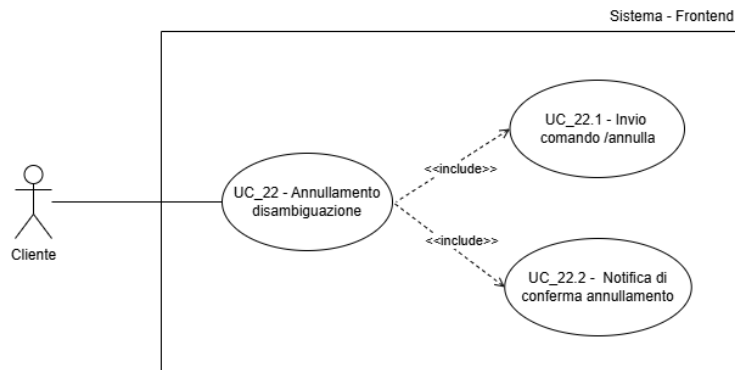 Sistema - Frontend
UC_22.1 - Invio
comando /annulla
<<include>>
UC_22 - Annullamento
disambiguazione
<<include>>
Cliente
UC_22.2 - Notifica di
conferma annullamento